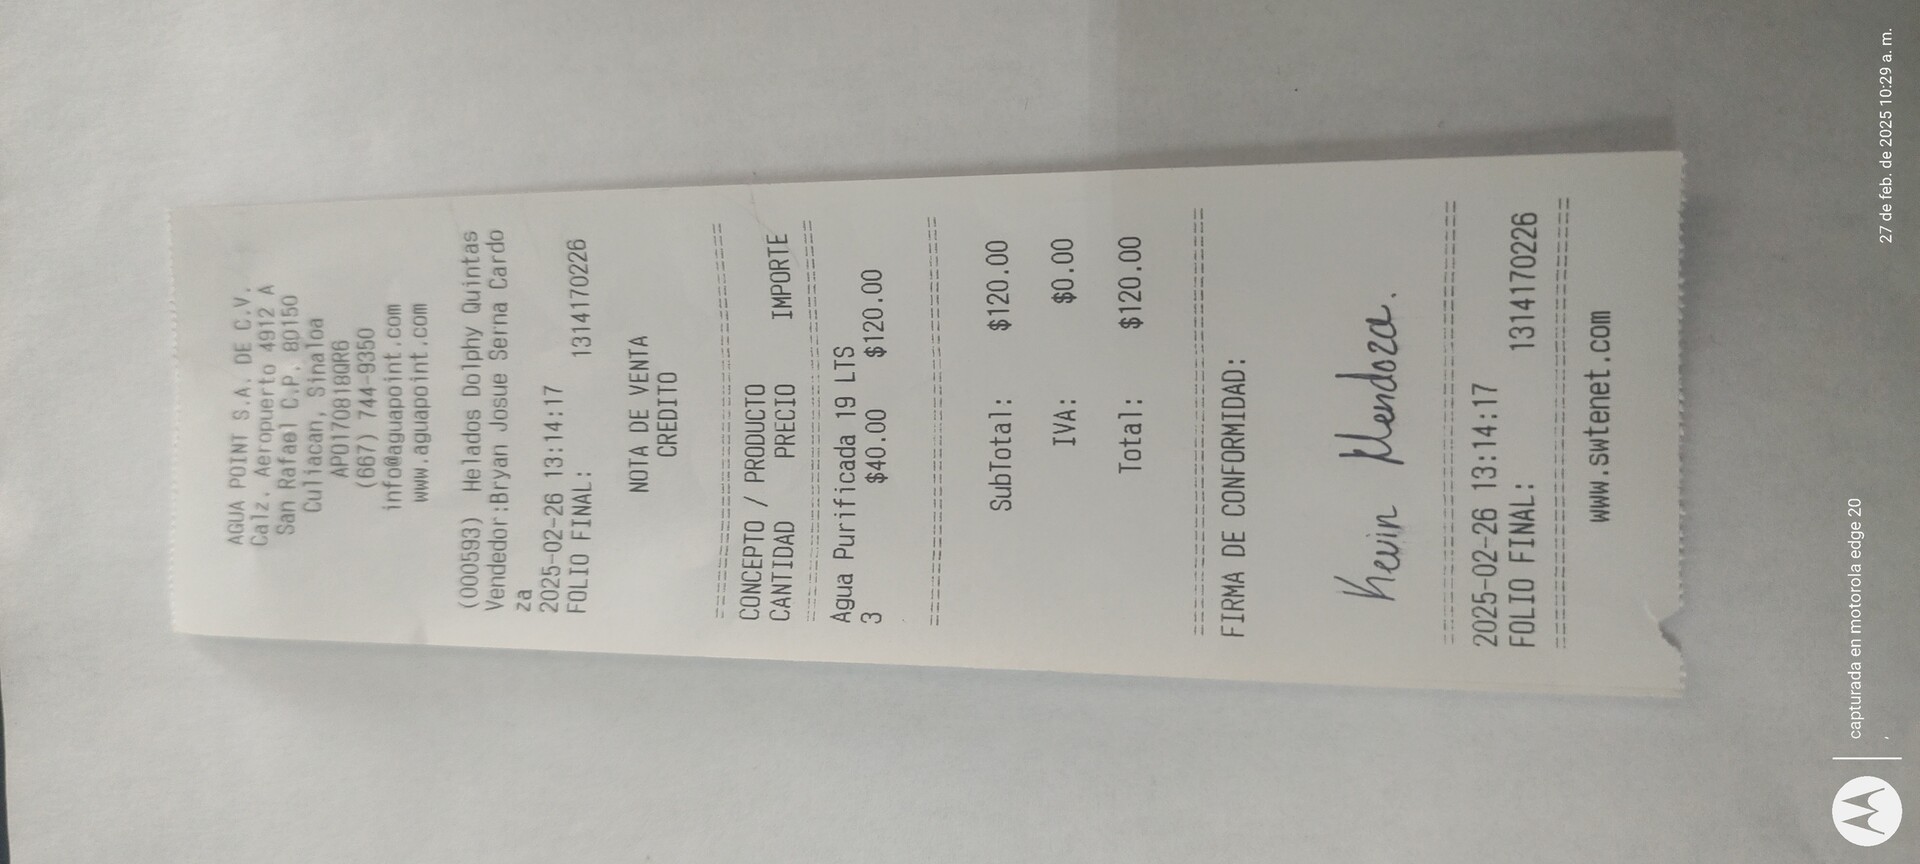 AGUA POINT S.A. DE C.V.
Calz. Aeropuerto 4912 A
San Rafael C.P. 80150
Culiacan, Sinaloa
APO170818QR6
(667) 744-9350
info@aguapoint.com
www.aguapoint.com
(000593) Helados Dolphy Quintas
Vendedor:Bryan Josue Serna Cardo
za
2025-02-26 13:14:17
FOLIO FINAL: 1314170226
NOTA DE VENTA
CREDITO
================================
CONCEPTO / PRODUCTO
CANTIDAD PRECIO IMPORTE
================================
Agua Purificada 19 LTS
3 $40.00 $120.00
================================
SubTotal: $120.00
IVA: $0.00
Total: $120.00
================================
FIRMA DE CONFORMIDAD:
Kevin Mendoza.
================================
2025-02-26 13:14:17
FOLIO FINAL: 1314170226
================================
www.swtenet.com
capturada en motorola edge 20
,
27 de feb. de 2025 10:29 a. m.